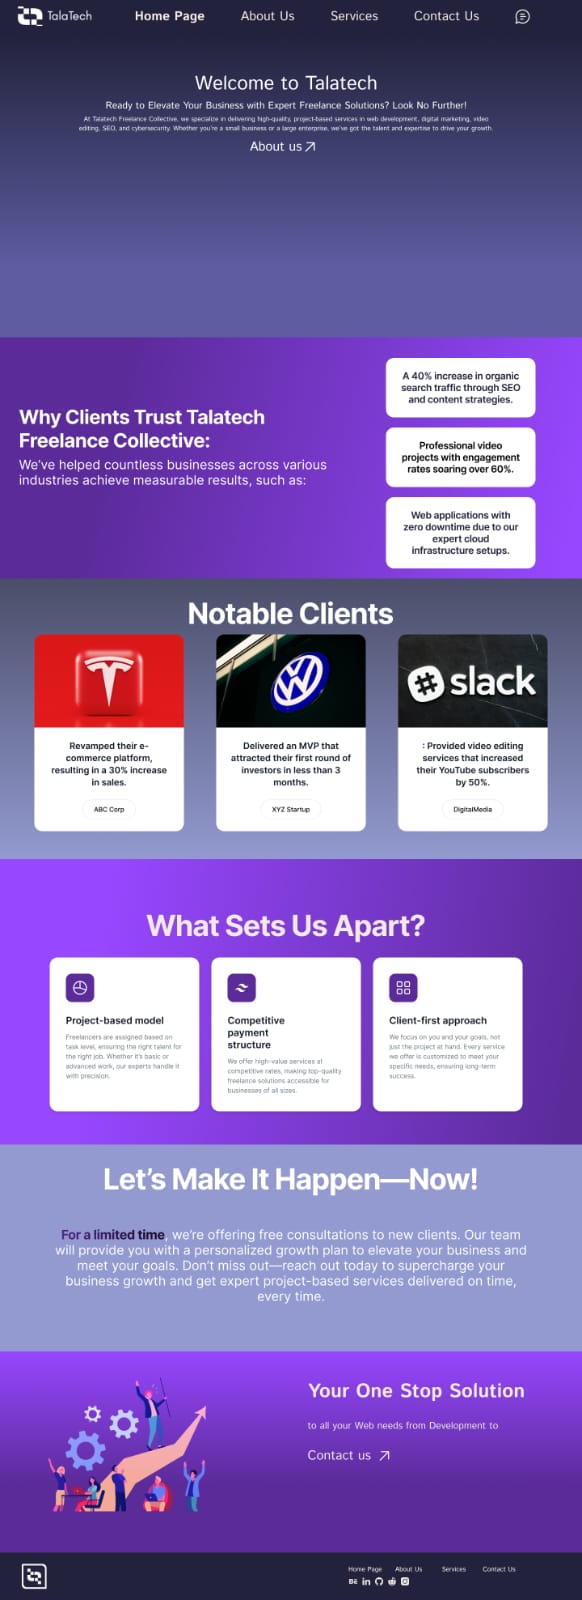 TalaTech
Home Page
About Us
Services
Contact Us
Welcome to Talatech
Ready to Elevate Your Business with Expert Freelance Solutions? Look No Further!
At Talatech Freelance Collective, we specialize in delivering high-quality, project-based services in web development, digital marketing, video
editing, SEO, and cybersecurity. Whether you're a small business or a large enterprise, we've got the talent and expertise to drive your growth.
About us
Why Clients Trust Talatech
Freelance Collective:
We've helped countless businesses across various
industries achieve measurable results, such as:
A 40% increase in organic
search traffic through SEO
and content strategies.
Professional video
projects with engagement
rates soaring over 60%.
Web applications with
zero downtime due to our
expert cloud
infrastructure setups.
Notable Clients
slack
Revamped their e-
commerce platform,
resulting in a 30% increase
in sales.
ABC Corp
Delivered an MVP that
attracted their first round of
investors in less than 3
months.
XYZ Startup
: Provided video editing
services that increased
their YouTube subscribers
by 50%.
DigitalMedia
What Sets Us Apart?
Project-based model
Freelancers are assigned based on
task level, ensuring the right talent for
the right job. Whether it's basic or
advanced work, our experts handle it
with precision.
Competitive
payment
structure
We offer high-value services at
competitive rates, making top-quality
freelance solutions accessible for
businesses of all sizes.
Client-first approach
We focus on you and your goals, not
just the project at hand. Every service
we offer is customized to meet your
specific needs, ensuring long-term
success.
Let's Make It Happen—Now!
For a limited time, we're offering free consultations to new clients. Our team
will provide you with a personalized growth plan to elevate your business and
meet your goals. Don't miss out—reach out today to supercharge your
business growth and get expert project-based services delivered on time,
every time.
Your One Stop Solution
to all your Web needs from Development to
Contact us
Home Page
About Us
Services
Contact Us